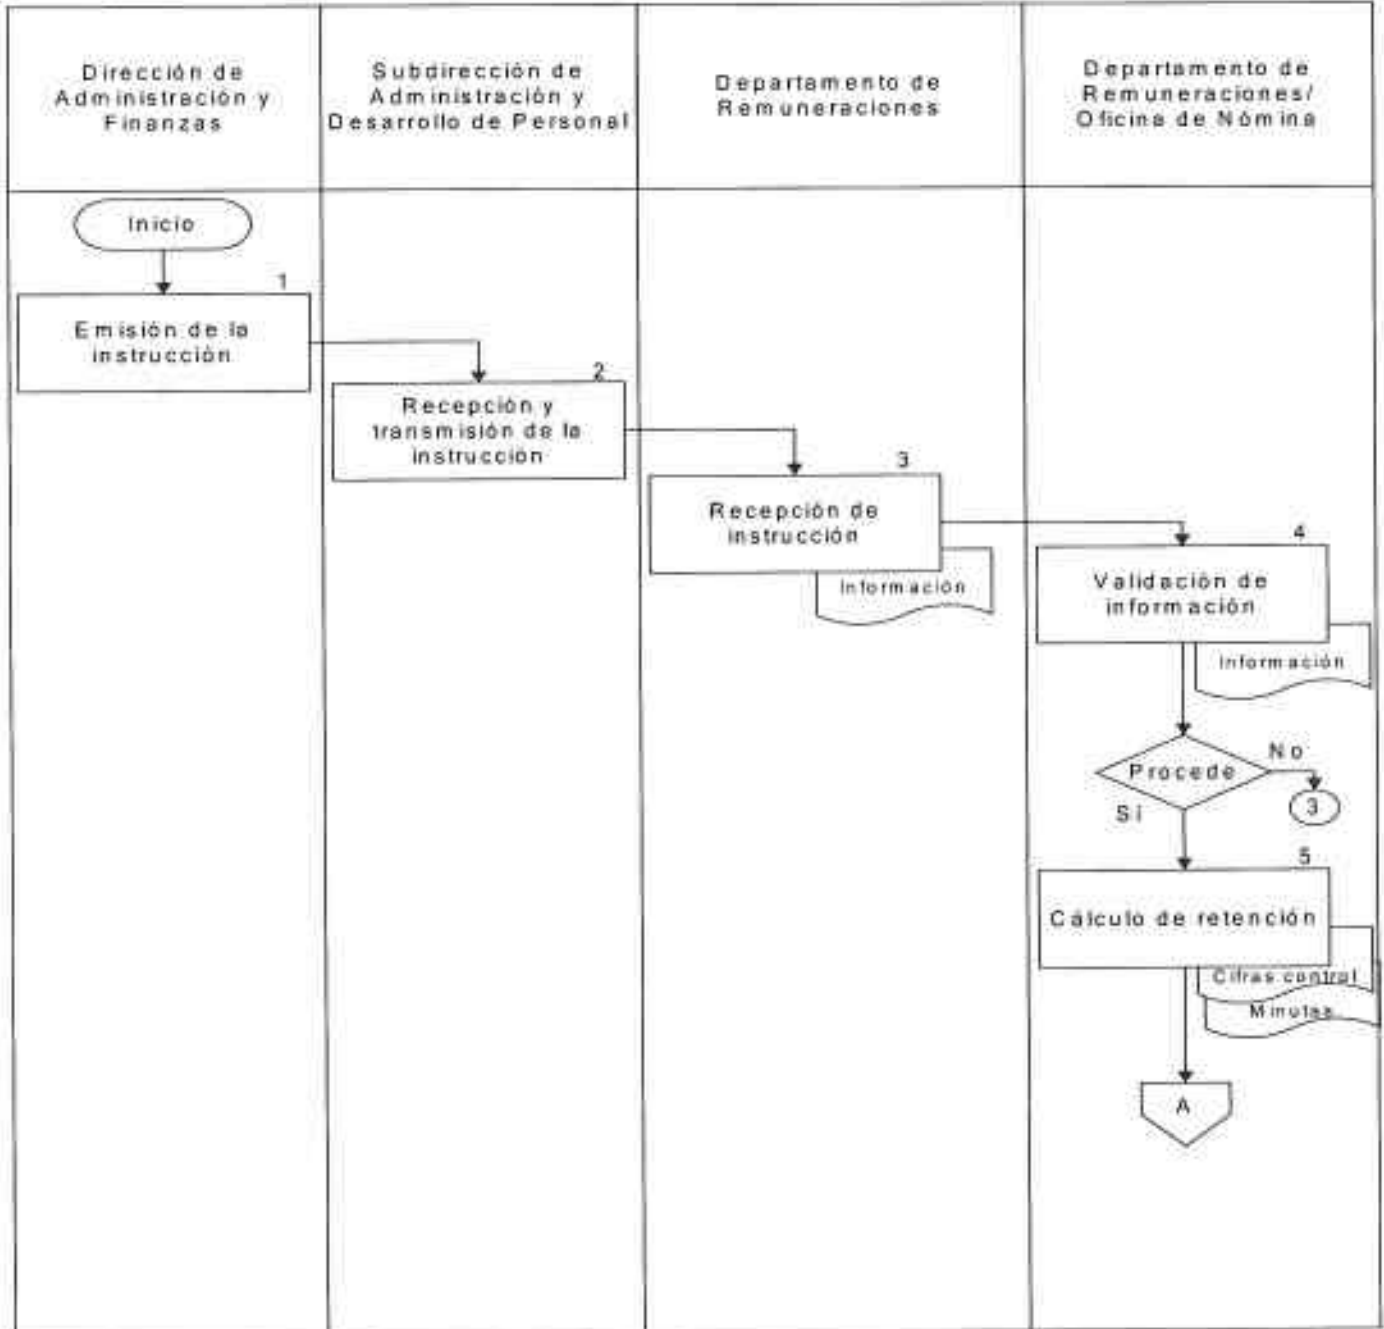 Dirección de
Administración y
Finanzas
Subdirección de
Administración y
Desarrollo de Personal
Departamento de
Remuneraciones
Departamento de
Remuneraciones/
Oficina de Nómina
Inicio
1
Emisión de la
instrucción
2
Recepción y
transmisión de la
instrucción
3
Recepción de
instrucción
Información
4
Validación de
información
Información
Procede
No
3
Sí
5
Cálculo de retención
Cifras control
Minutas
A